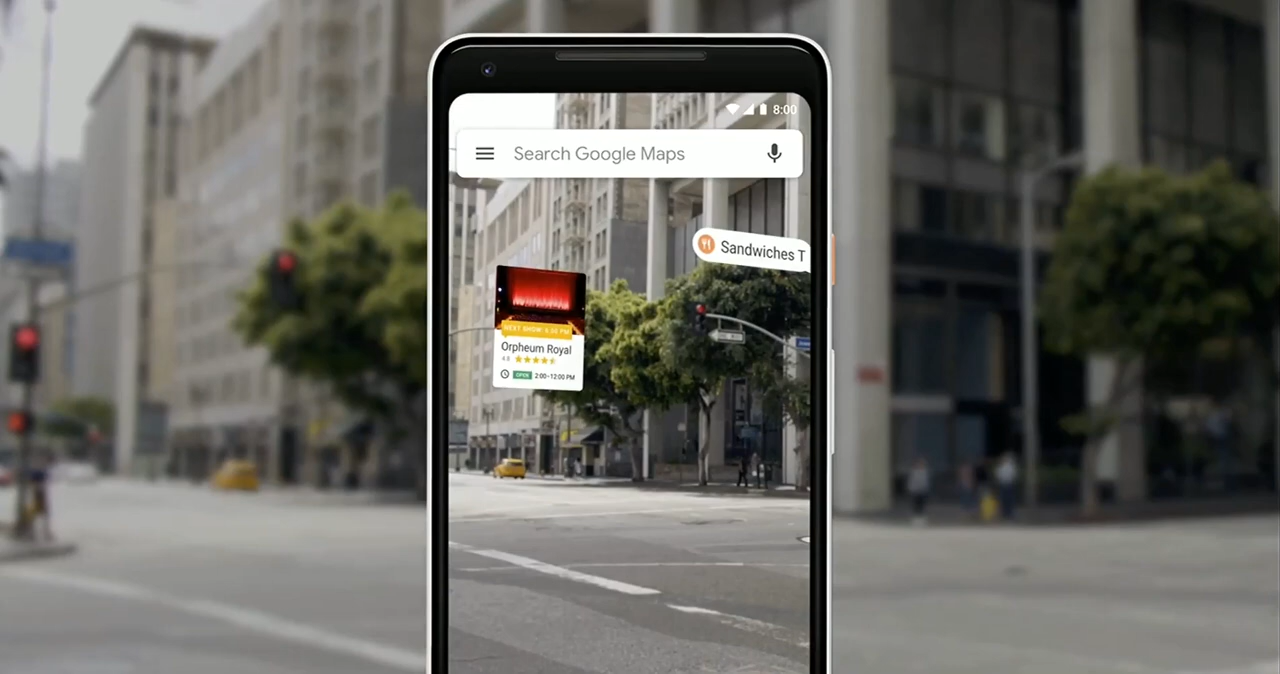 8:00
Search Google Maps
Sandwiches T
NEXT SHOW: 6:50 PM
Orpheum Royal
4.8
OPEN 2:00-12:00 PM